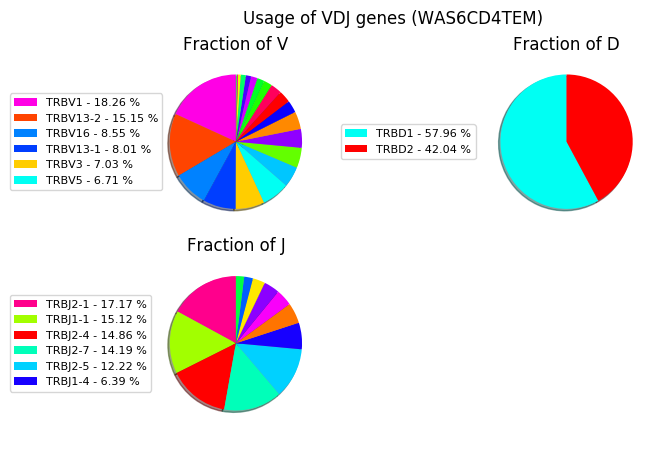 Usage of VDJ genes (WAS6CD4TEM)
Fraction of V
TRBV1 - 18.26 %
TRBV13-2 - 15.15 %
TRBV16 - 8.55 %
TRBV13-1 - 8.01 %
TRBV3 - 7.03 %
TRBV5 - 6.71 %
Fraction of D
TRBD1 - 57.96 %
TRBD2 - 42.04 %
Fraction of J
TRBJ2-1 - 17.17 %
TRBJ1-1 - 15.12 %
TRBJ2-4 - 14.86 %
TRBJ2-7 - 14.19 %
TRBJ2-5 - 12.22 %
TRBJ1-4 - 6.39 %